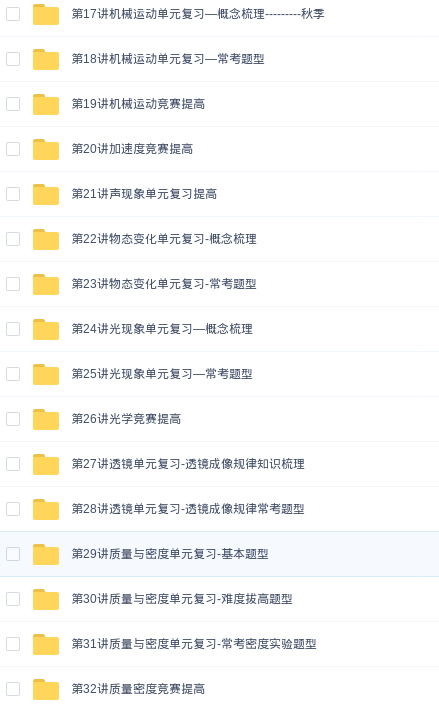 第17讲机械运动单元复习—概念梳理---------秋季
第18讲机械运动单元复习—常考题型
第19讲机械运动竞赛提高
第20讲加速度竞赛提高
第21讲声现象单元复习提高
第22讲物态变化单元复习-概念梳理
第23讲物态变化单元复习-常考题型
第24讲光现象单元复习—概念梳理
第25讲光现象单元复习—常考题型
第26讲光学竞赛提高
第27讲透镜单元复习-透镜成像规律知识梳理
第28讲透镜单元复习-透镜成像规律常考题型
第29讲质量与密度单元复习-基本题型
第30讲质量与密度单元复习-难度拔高题型
第31讲质量与密度单元复习-常考密度实验题型
第32讲质量密度竞赛提高